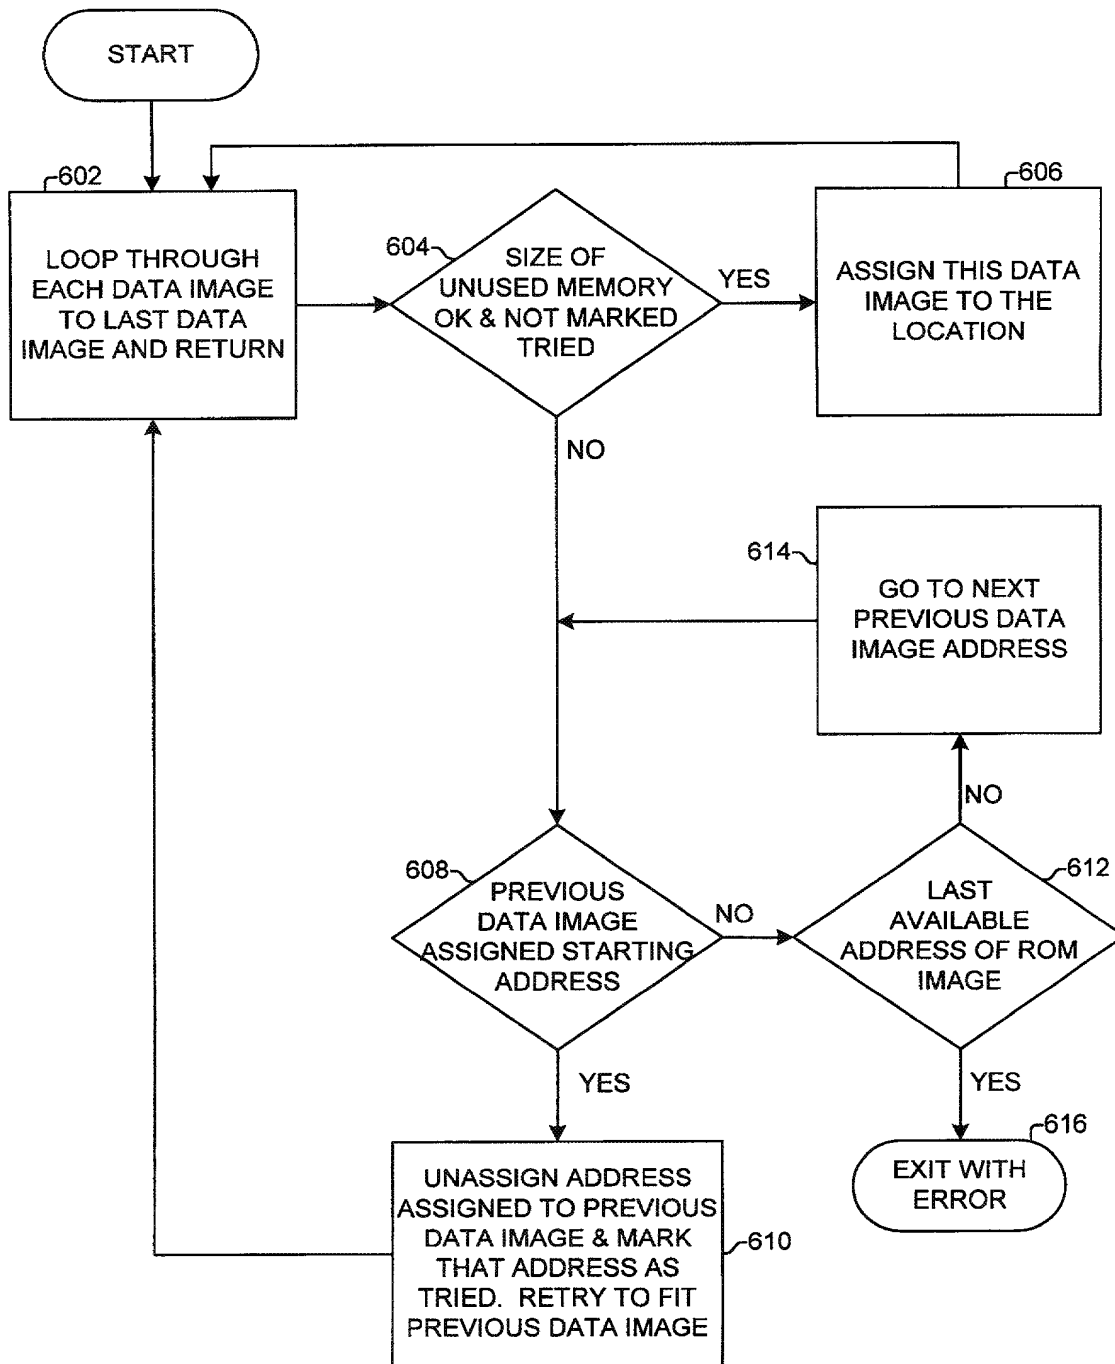 START
602
LOOP THROUGH
EACH DATA IMAGE
TO LAST DATA
IMAGE AND RETURN
604
SIZE OF
UNUSED MEMORY
OK & NOT MARKED
TRIED
YES
606
ASSIGN THIS DATA
IMAGE TO THE
LOCATION
NO
614
GO TO NEXT
PREVIOUS DATA
IMAGE ADDRESS
NO
608
PREVIOUS
DATA IMAGE
ASSIGNED STARTING
ADDRESS
NO
612
LAST
AVAILABLE
ADDRESS OF ROM
IMAGE
YES
YES
616
EXIT WITH
ERROR
UNASSIGN ADDRESS
ASSIGNED TO PREVIOUS
DATA IMAGE & MARK
THAT ADDRESS AS
TRIED. RETRY TO FIT
PREVIOUS DATA IMAGE
610